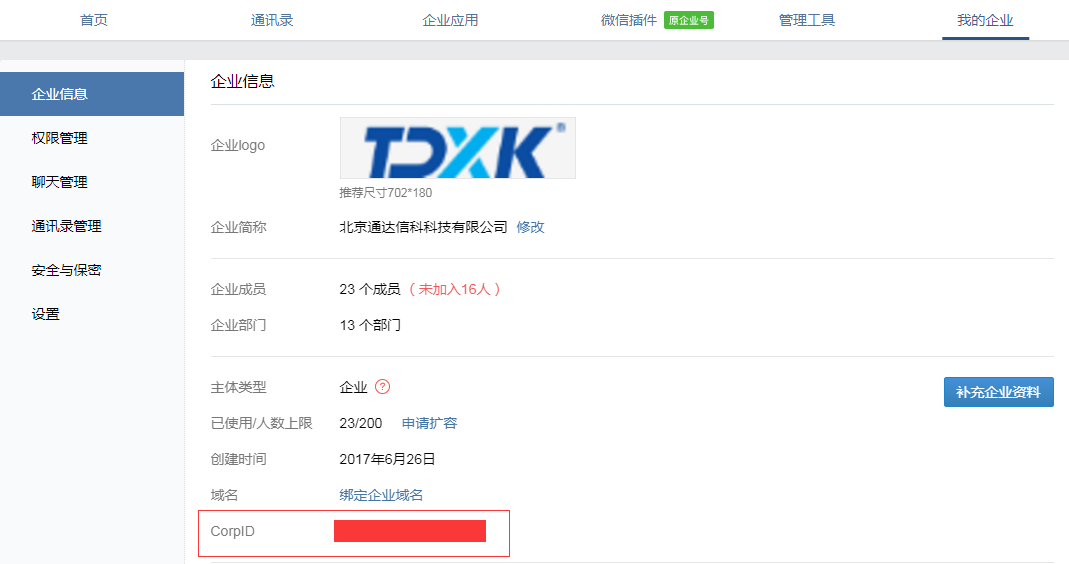 首页 通讯录 企业应用 微信插件 原企业号 管理工具 我的企业
企业信息
权限管理
聊天管理
通讯录管理
安全与保密
设置
企业信息
企业logo TDXK®
推荐尺寸702*180
企业简称 北京通达信科科技有限公司 修改
企业成员 23 个成员 （未加入16人）
企业部门 13 个部门
主体类型 企业 ? 补充企业资料
已使用/人数上限 23/200 申请扩容
创建时间 2017年6月26日
域名 绑定企业域名
CorpID